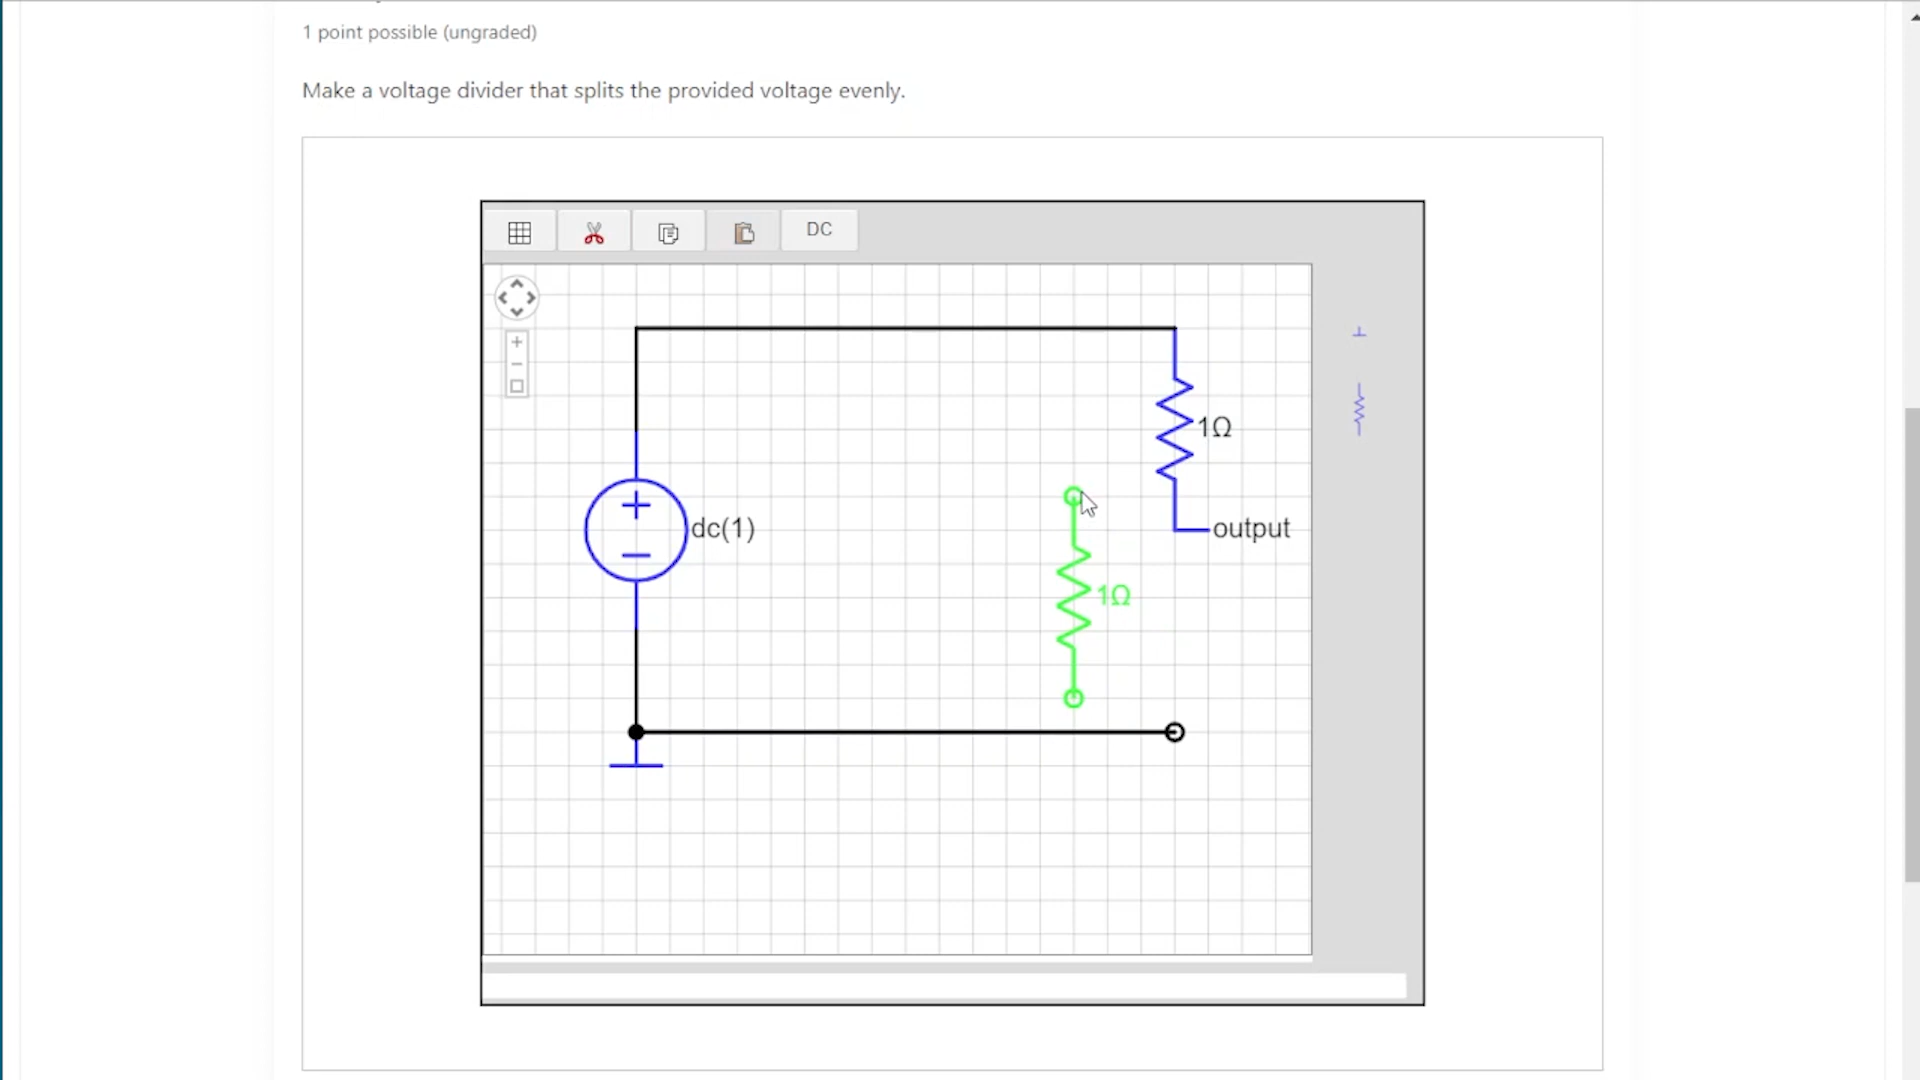 1 point possible (ungraded)
Make a voltage divider that splits the provided voltage evenly.
DC
1Ω
dc(1)
output
1Ω